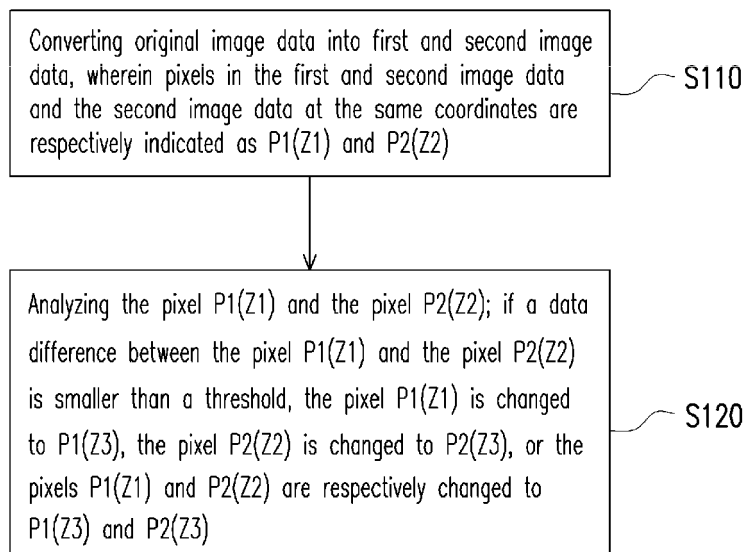 Converting original image data into first and second image
data, wherein pixels in the first and second image data
and the second image data at the same coordinates are
respectively indicated as P1(Z1) and P2(Z2)
S110
Analyzing the pixel P1(Z1) and the pixel P2(Z2); if a data
difference between the pixel P1(Z1) and the pixel P2(Z2)
is smaller than a threshold, the pixel P1(Z1) is changed
to P1(Z3), the pixel P2(Z2) is changed to P2(Z3), or the
pixels P1(Z1) and P2(Z2) are respectively changed to
P1(Z3) and P2(Z3)
S120